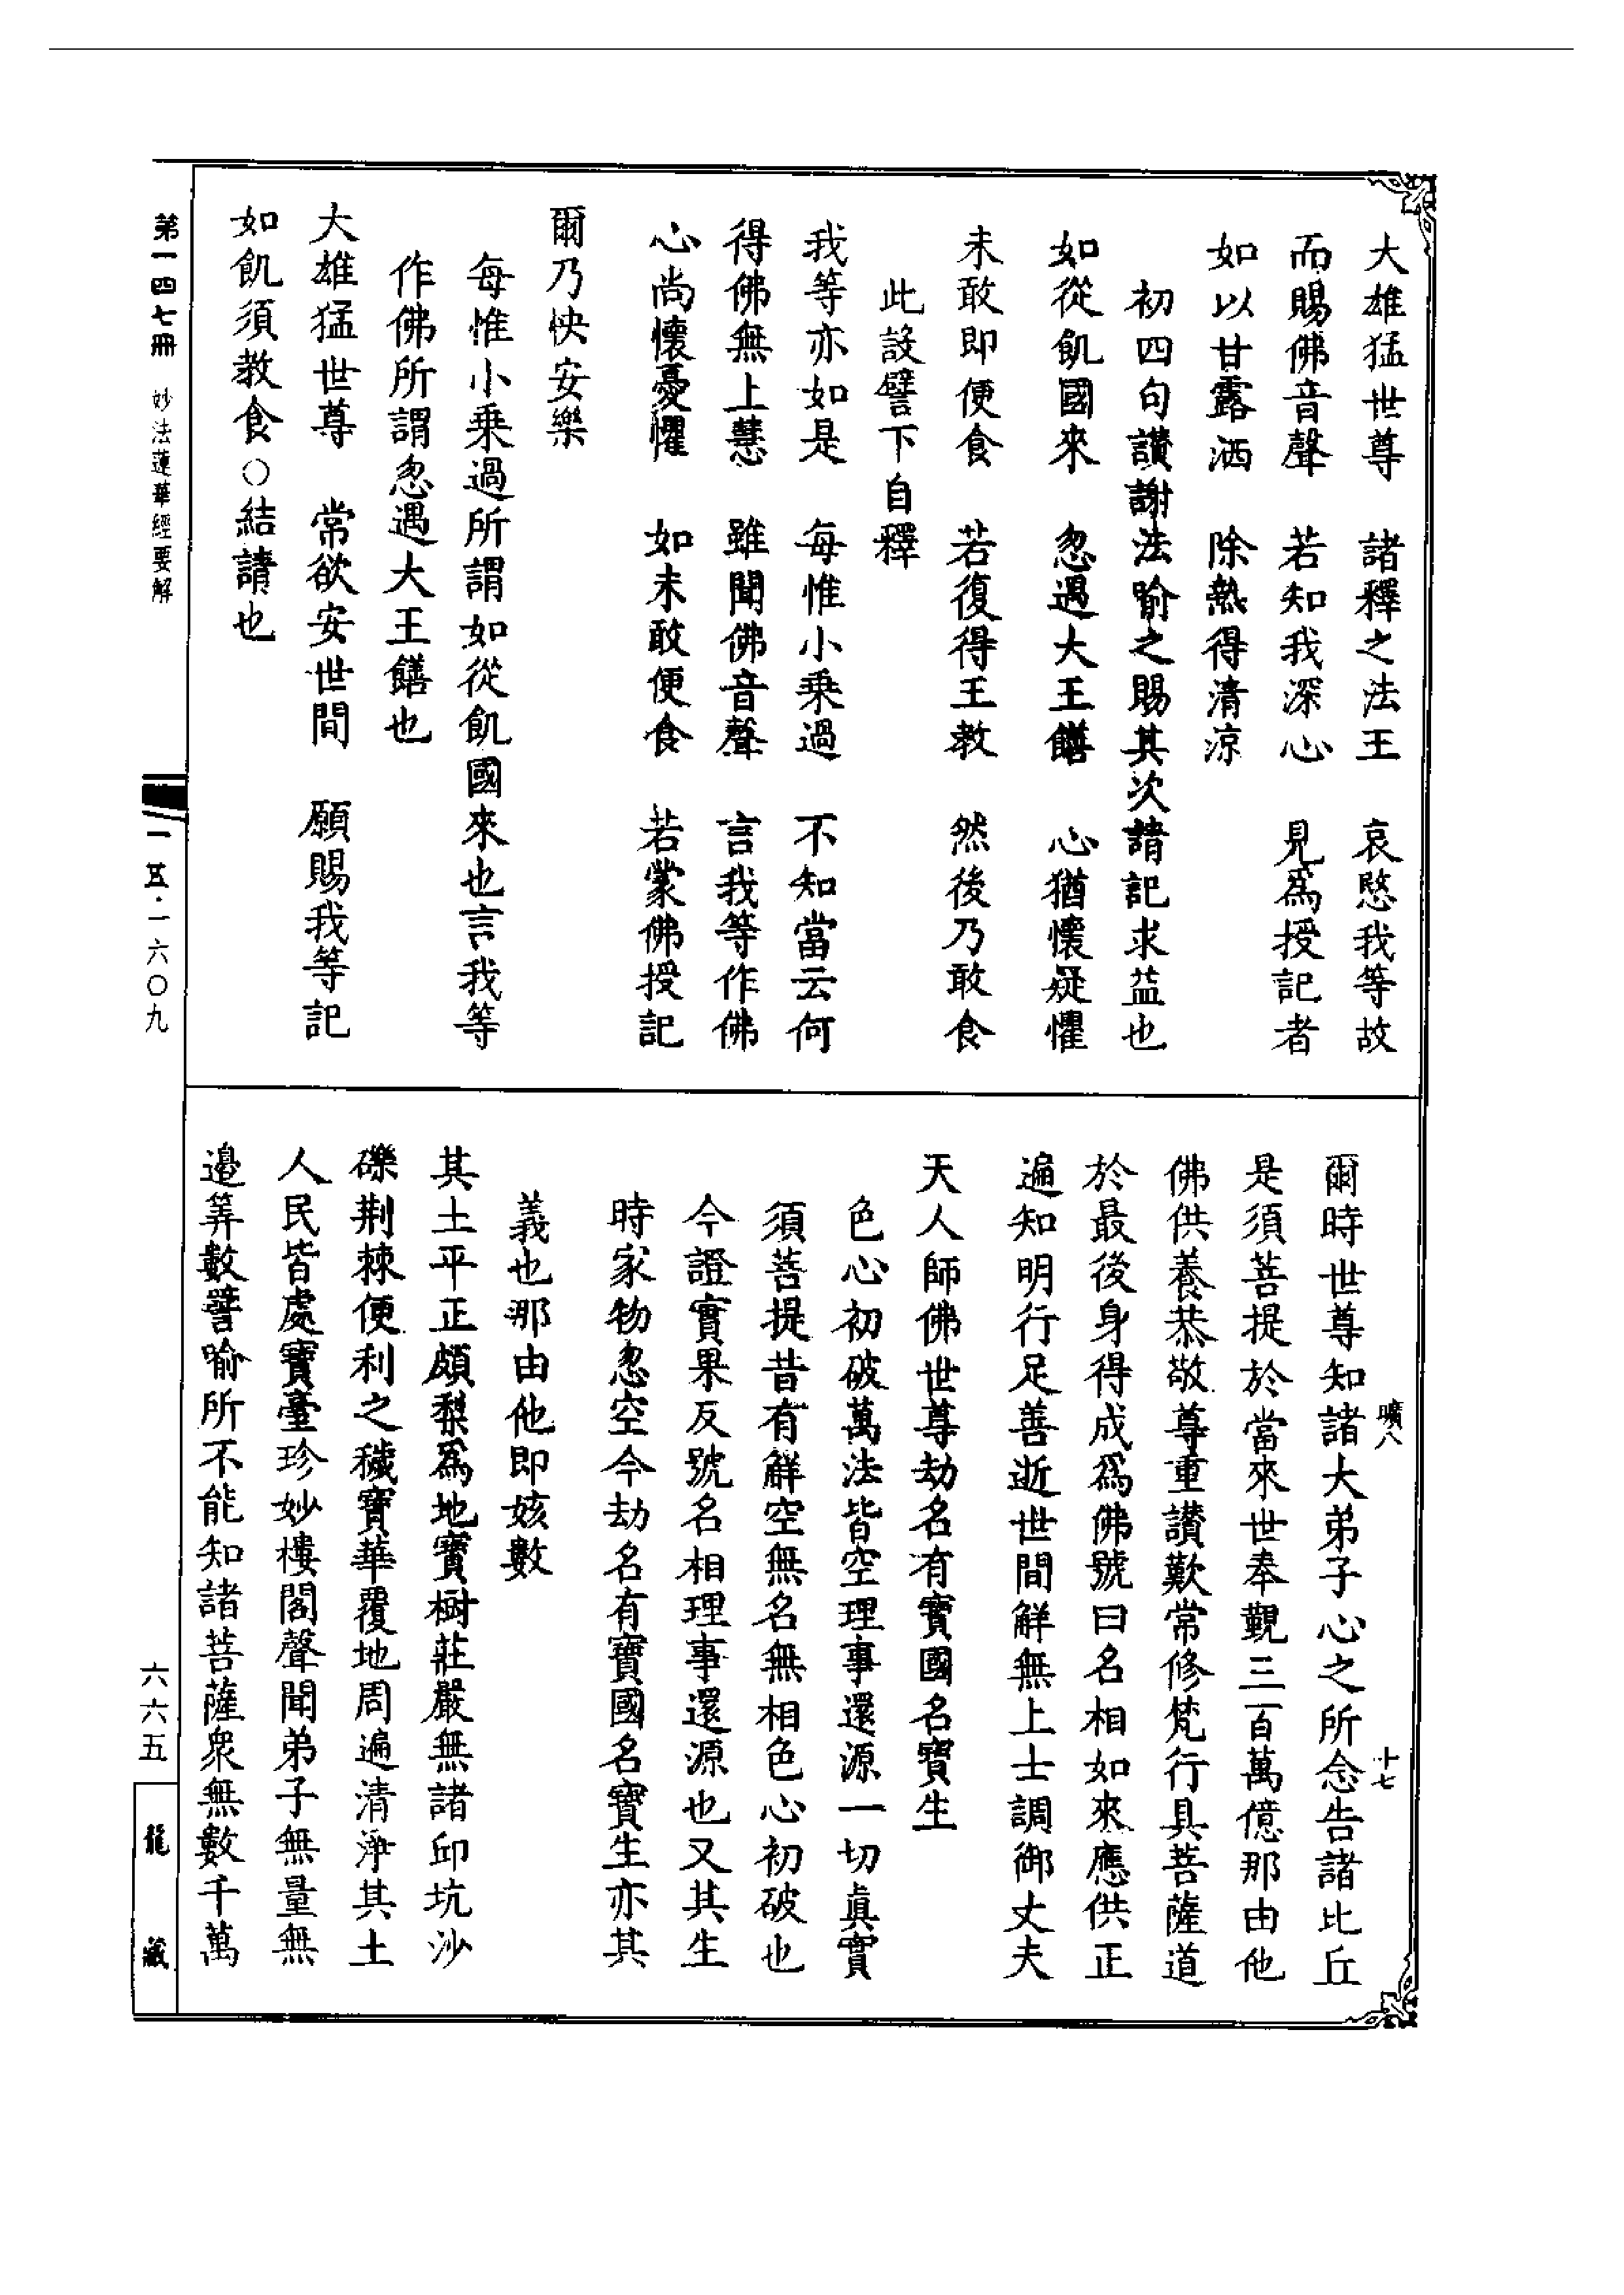 大雄猛世尊　諸釋之法王　哀愍我等故
而賜佛音聲　若知我深心　見為授記者
如以甘露洒　除熱得清涼
初四句讚謝法喻之賜其次請記求益也
如從飢國來　忽遇大王饍　心猶懷疑懼
未敢即便食　若復得王教　然後乃敢食
此設譬下自釋
我等亦如是　每惟小乘過　不知當云何
得佛無上慧　雖聞佛音聲　言我等作佛
心尚懷憂懼　如未敢便食　若蒙佛授記
爾乃快安樂
每惟小乘過所謂如從飢國來也言我等
作佛所謂忽遇大王饍也
大雄猛世尊　常欲安世間　願賜我等記
如飢須教食○結請也
爾時世尊知諸大弟子心之所念告諸比丘
是須菩提於當來世奉覲三百萬億那由他
佛供養恭敬尊重讚歎常修梵行具菩薩道
於最後身得成為佛號曰名相如來應供正
遍知明行足善逝世間解無上士調御丈夫
天人師佛世尊劫名有寶國名寶生
色心初破萬法皆空理事還源一切真實
須菩提昔有解空無名無相色心初破也
今證實果反號名相理事還源也又其生
時家物忽空今劫名有寶國名寶生亦其
義也那由他即姟數
其土平正頗梨為地寶樹莊嚴無諸丘坑沙
礫荊棘便利之穢寶華覆地周遍清淨其土
人民皆處寶臺珍妙樓閣聲聞弟子無量無
邊筭數譬喻所不能知諸菩薩衆無數千萬
曠八
十七
第一四七冊　妙法蓮華經要解
一五·一六〇九
六六五
龍藏